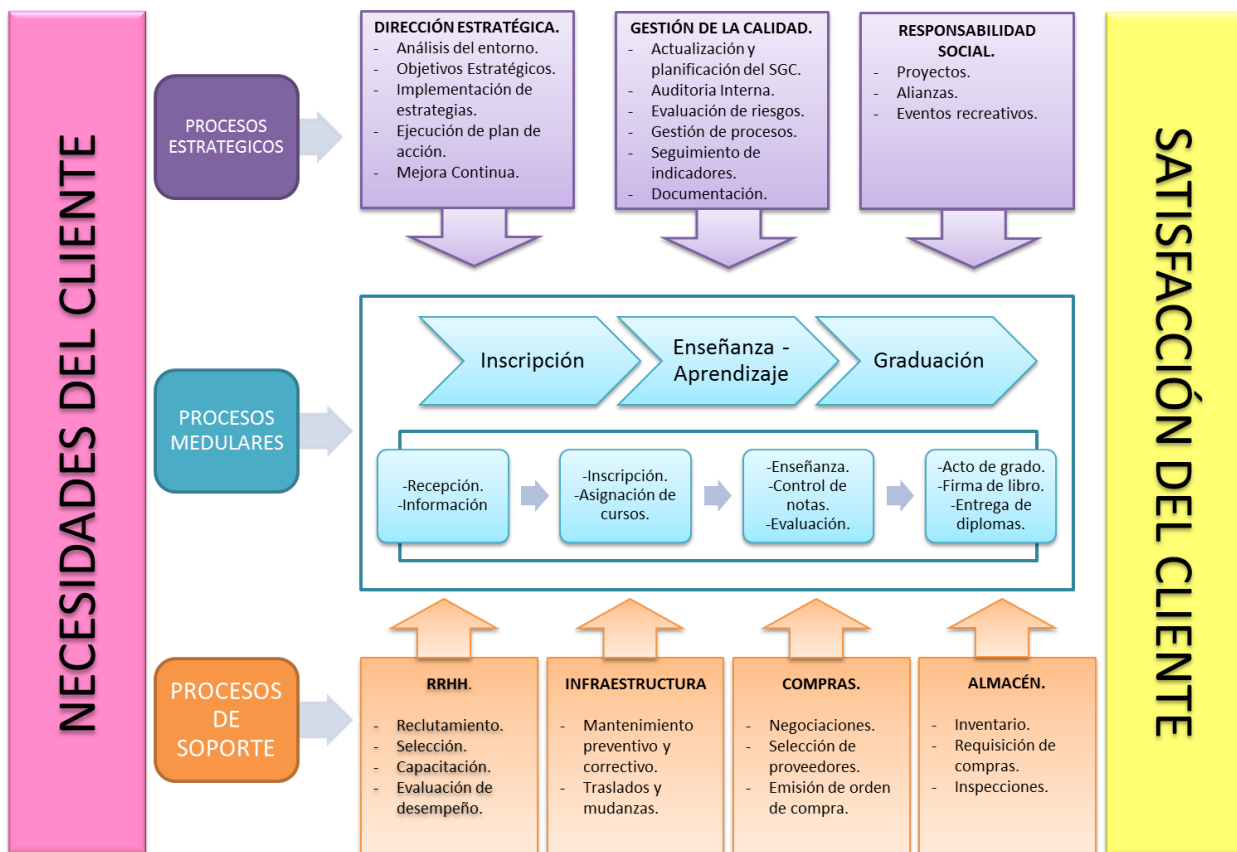 NECESIDADES DEL CLIENTE
PROCESOS
ESTRATEGICOS
DIRECCIÓN ESTRATÉGICA.
- Análisis del entorno.
- Objetivos Estratégicos.
- Implementación de
estrategias.
- Ejecución de plan de
acción.
- Mejora Continua.
GESTIÓN DE LA CALIDAD.
- Actualización y
planificación del SGC.
- Auditoria Interna.
- Evaluación de riesgos.
- Gestión de procesos.
- Seguimiento de
indicadores.
- Documentación.
RESPONSABILIDAD
SOCIAL.
- Proyectos.
- Alianzas.
- Eventos recreativos.
PROCESOS
MEDULARES
Inscripción
Enseñanza -
Aprendizaje
Graduación
-Recepción.
-Información
-Inscripción.
-Asignación de
cursos.
-Enseñanza.
-Control de
notas.
-Evaluación.
-Acto de grado.
-Firma de libro.
-Entrega de
diplomas.
PROCESOS
DE
SOPORTE
RRHH.
- Reclutamiento.
- Selección.
- Capacitación.
- Evaluación de
desempeño.
INFRAESTRUCTURA
- Mantenimiento
preventivo y
correctivo.
- Traslados y
mudanzas.
COMPRAS.
- Negociaciones.
- Selección de
proveedores.
- Emisión de orden
de compra.
ALMACÉN.
- Inventario.
- Requisición de
compras.
- Inspecciones.
SATISFACCIÓN DEL CLIENTE